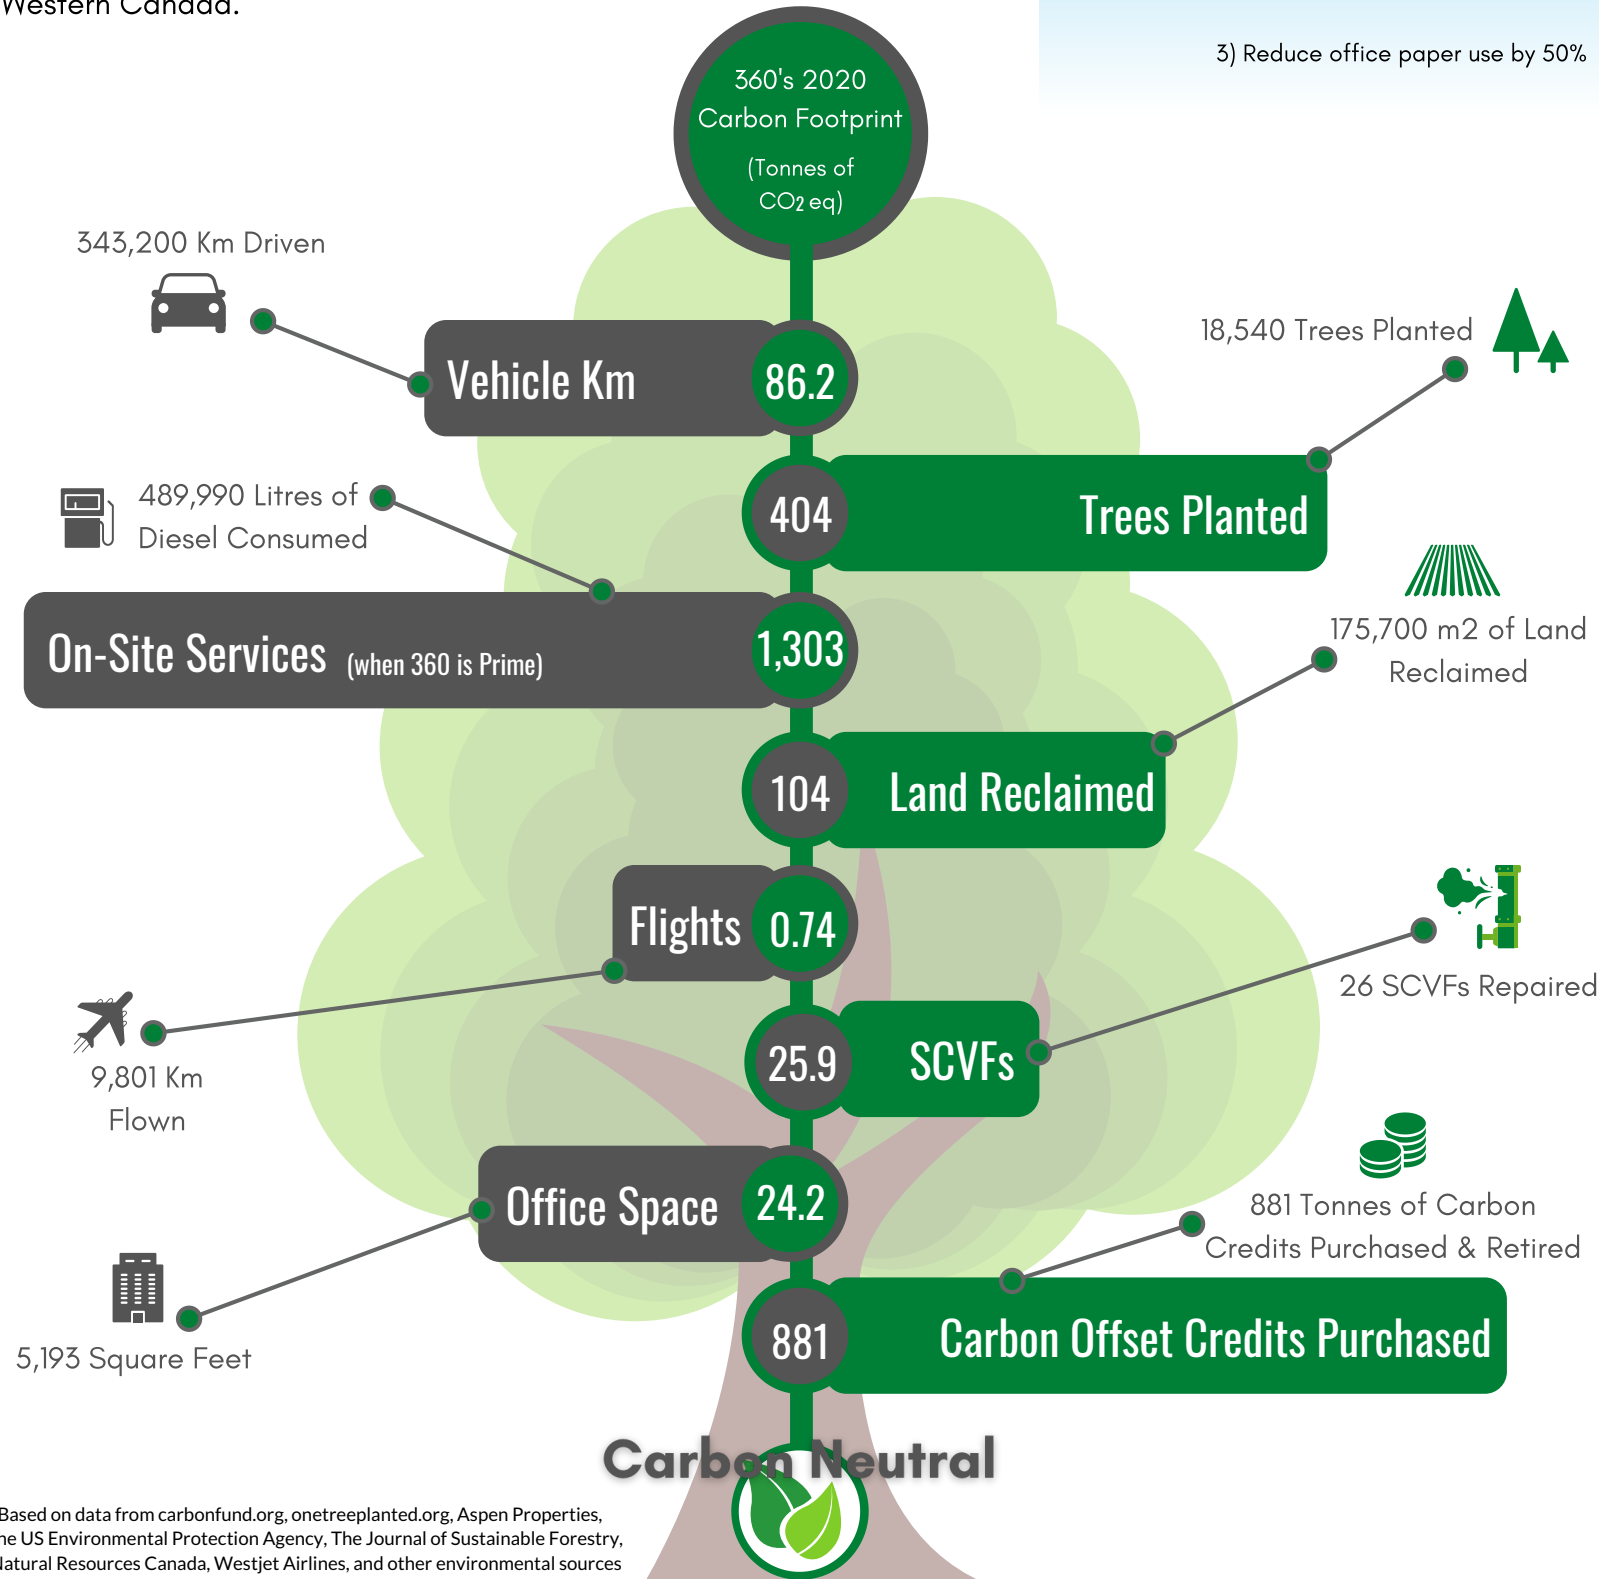 Western Canada.
3) Reduce office paper use by 50%
360's 2020
Carbon Footprint
(Tonnes of
CO2 eq)
343,200 Km Driven
Vehicle Km
86.2
18,540 Trees Planted
404
Trees Planted
489,990 Litres of
Diesel Consumed
On-Site Services (when 360 is Prime)
1,303
175,700 m2 of Land
Reclaimed
104
Land Reclaimed
Flights
0.74
9,801 Km
Flown
26 SCVFs Repaired
25.9
SCVFs
Office Space
24.2
5,193 Square Feet
881 Tonnes of Carbon
Credits Purchased & Retired
881
Carbon Offset Credits Purchased
Carbon Neutral
Based on data from carbonfund.org, onetreeplanted.org, Aspen Properties,
he US Environmental Protection Agency, The Journal of Sustainable Forestry,
Natural Resources Canada, Westjet Airlines, and other environmental sources